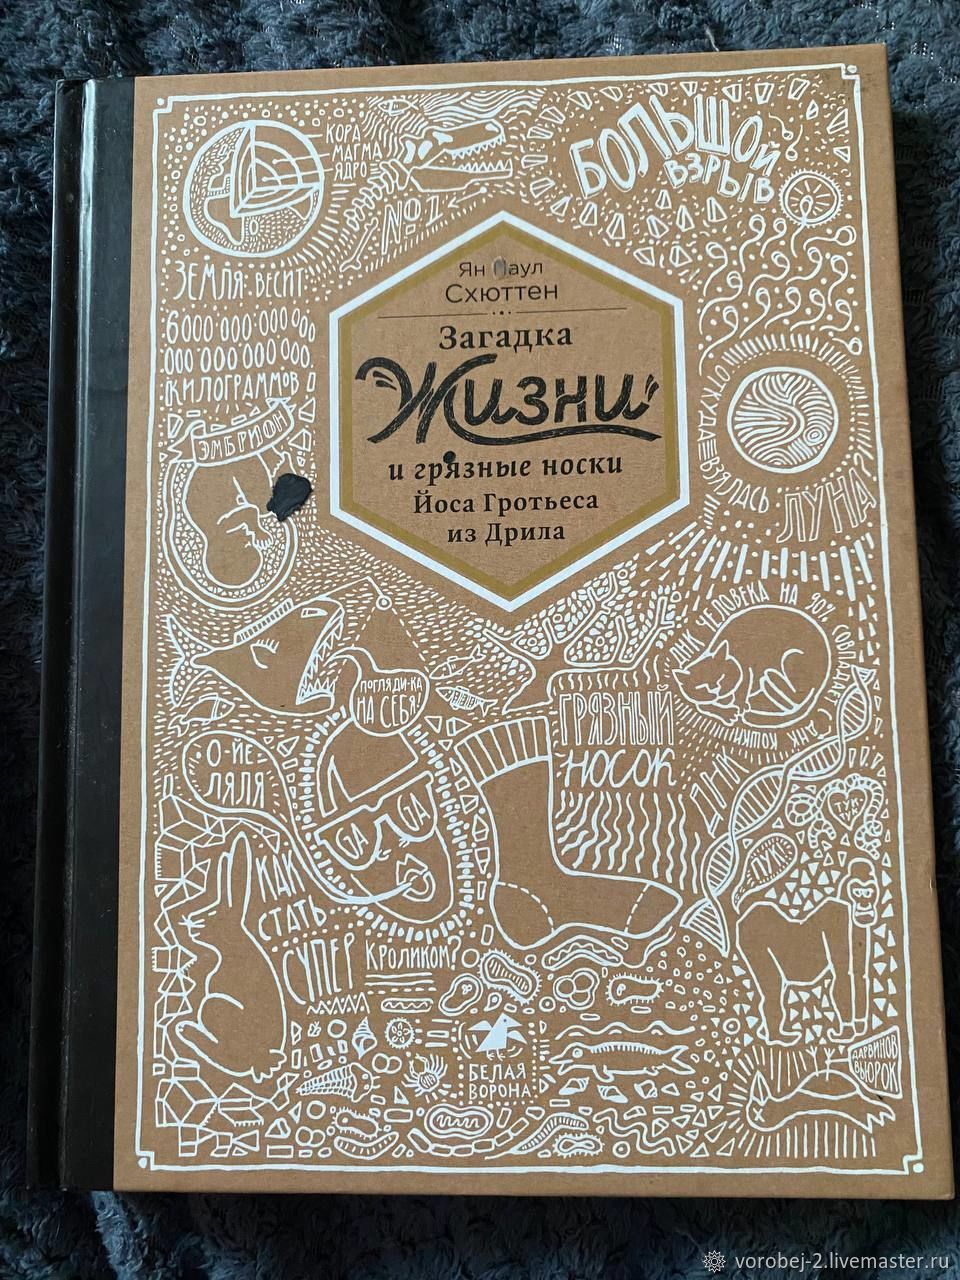 КОРА
МАГМА
ЯДРО
№1
БОЛЬШОЙ
ВЗРЫВ
ЗЕМЛЯ ВЕСИТ
6000 000 000 000
000 000 000 000
КИЛОГРАММОВ
Ян Паул
Схюттен
Загадка
Жизни
и грязные носки
Йоса Гротьеса
из Дрила
ОТКУДА ВЗЯЛАСЬ ЛУНА
ЭМБРИОН
ДНК ЧЕЛОВЕКА НА 90% СОВПАДАЕТ С ДНК КОШКИ
ПОГЛЯДИ-КА
НА СЕБЯ!
ГРЯЗНЫЙ
НОСОК
О-ЙЕ
ЛЯЛЯ
GA GA
ДНК
ТУК-
ТУК
КАК
СТАТЬ
СУПЕР
КРОЛИКОМ?
БЕЛАЯ
ВОРОНА
ДАРВИНОВ
ВЬЮРОК
vorobej-2.livemaster.ru